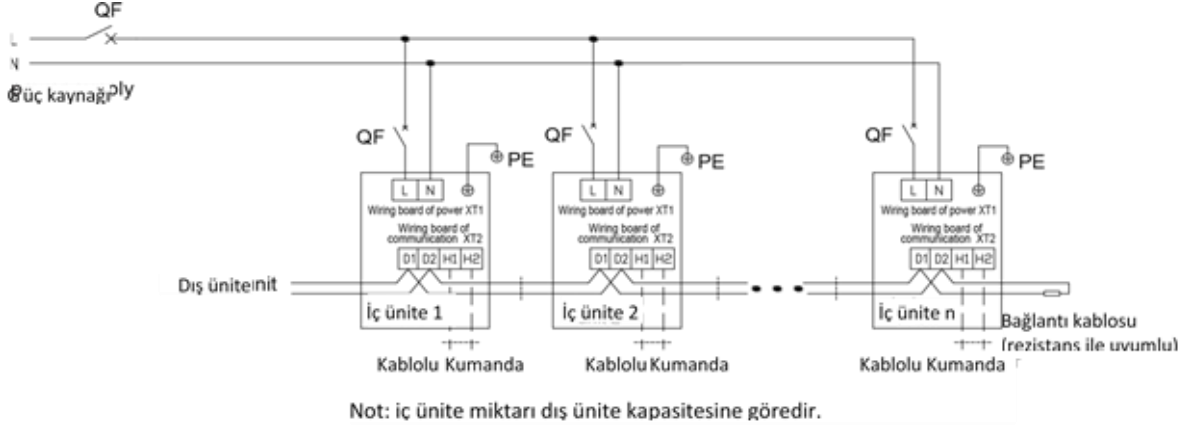 QF
L
N
Güç kaynağı
QF
PE
QF
PE
QF
PE
L N
L N
L N
Wiring board of power XT1
Wiring board of power XT1
Wiring board of power XT1
Wiring board of communication XT2
Wiring board of communication XT2
Wiring board of communication XT2
D1 D2 H1 H2
D1 D2 H1 H2
D1 D2 H1 H2
Dış ünite
İç ünite 1
İç ünite 2
İç ünite n
Bağlantı kablosu
(rezistans ile uyumlu)
Kablolu Kumanda
Kablolu Kumanda
Kablolu Kumanda
Not: iç ünite miktarı dış ünite kapasitesine göredir.